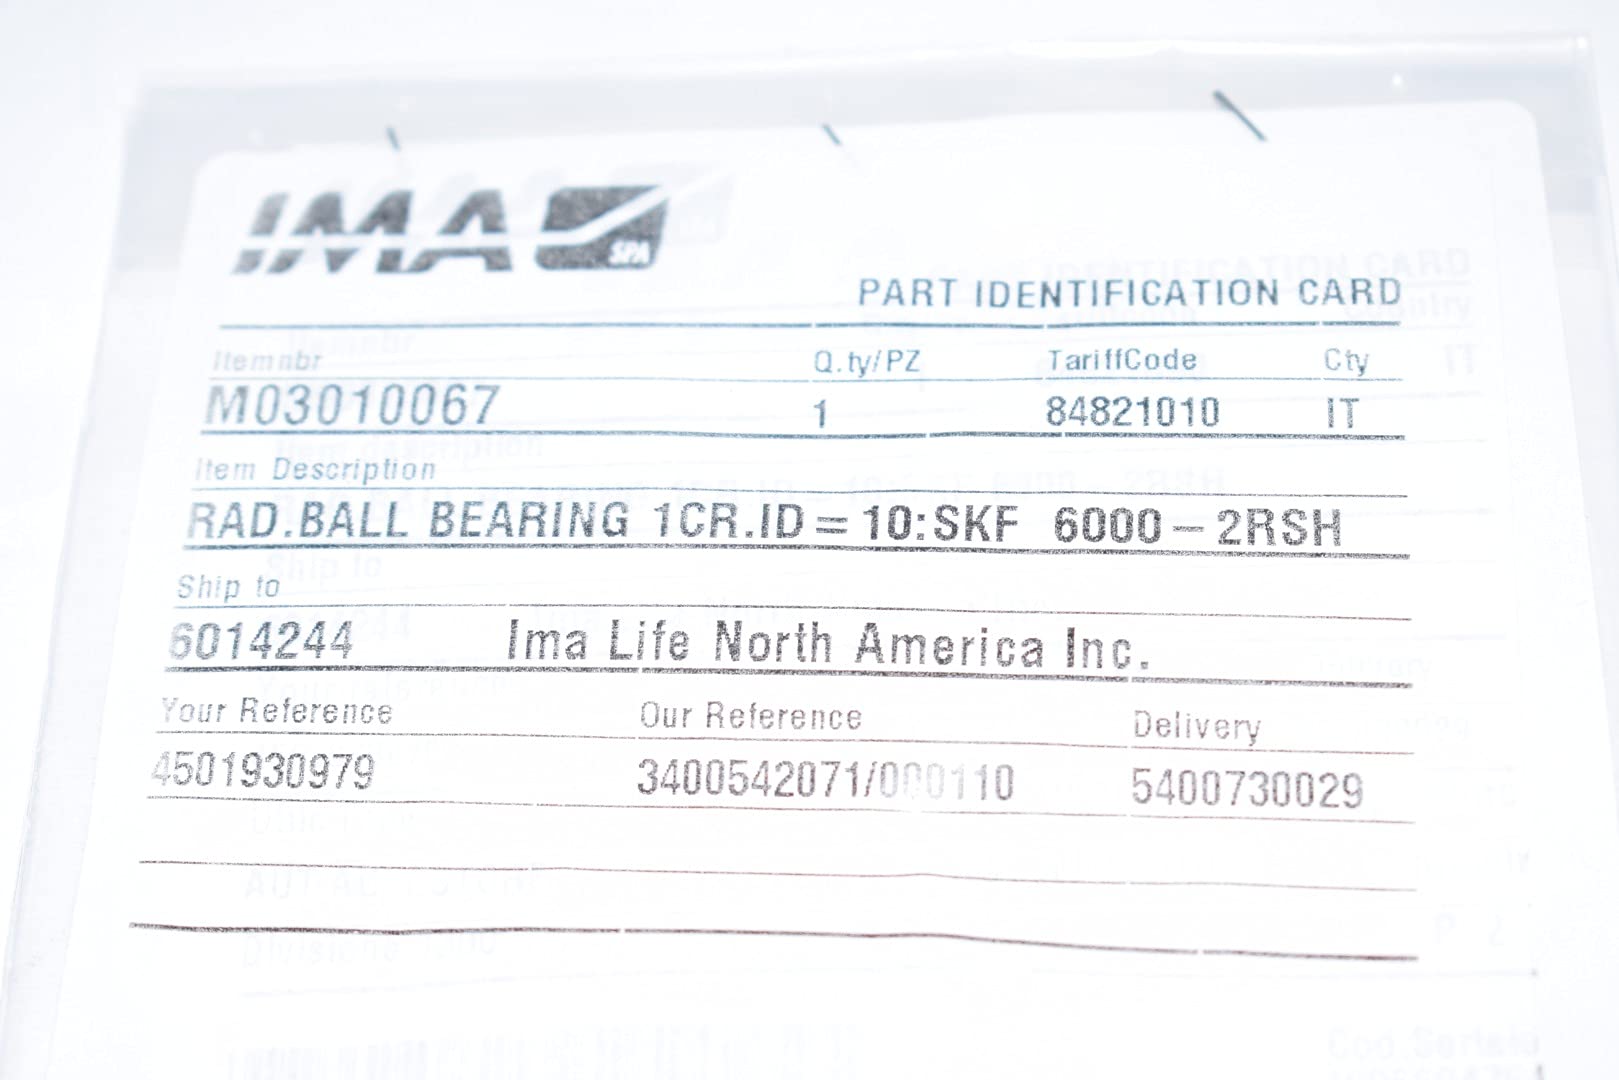 IMA SPA
PART IDENTIFICATION CARD
Itemnbr Q.ty/PZ TariffCode Cty
M03010067 1 84821010 IT
Item Description
RAD.BALL BEARING 1CR.ID=10:SKF 6000-2RSH
Ship to
6014244 Ima Life North America Inc.
Your Reference Our Reference Delivery
4501930979 3400542071/000110 5400730029